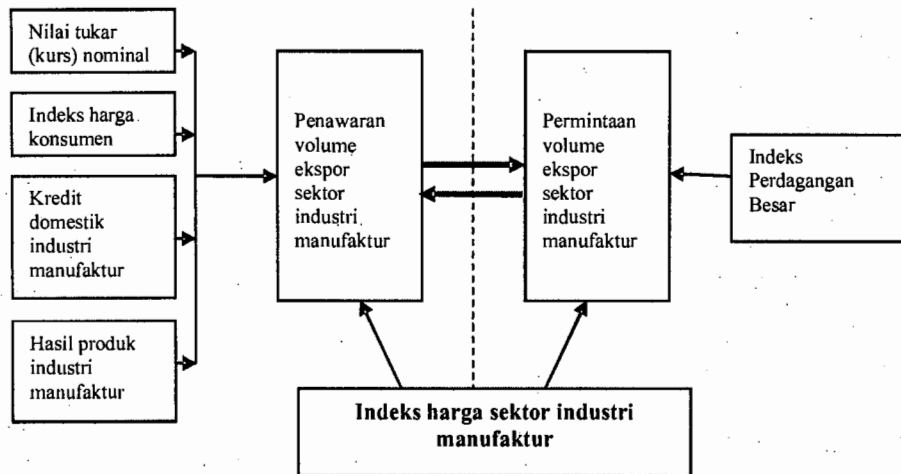 Nilai tukar
(kurs) nominal
Indeks harga
konsumen
Kredit
domestik
industri
manufaktur
Hasil produk
industri
manufaktur
Penawaran
volume
ekspor
sektor
industri
manufaktur
Permintaan
volume
ekspor
sektor
industri
manufaktur
Indeks
Perdagangan
Besar
Indeks harga sektor industri
manufaktur